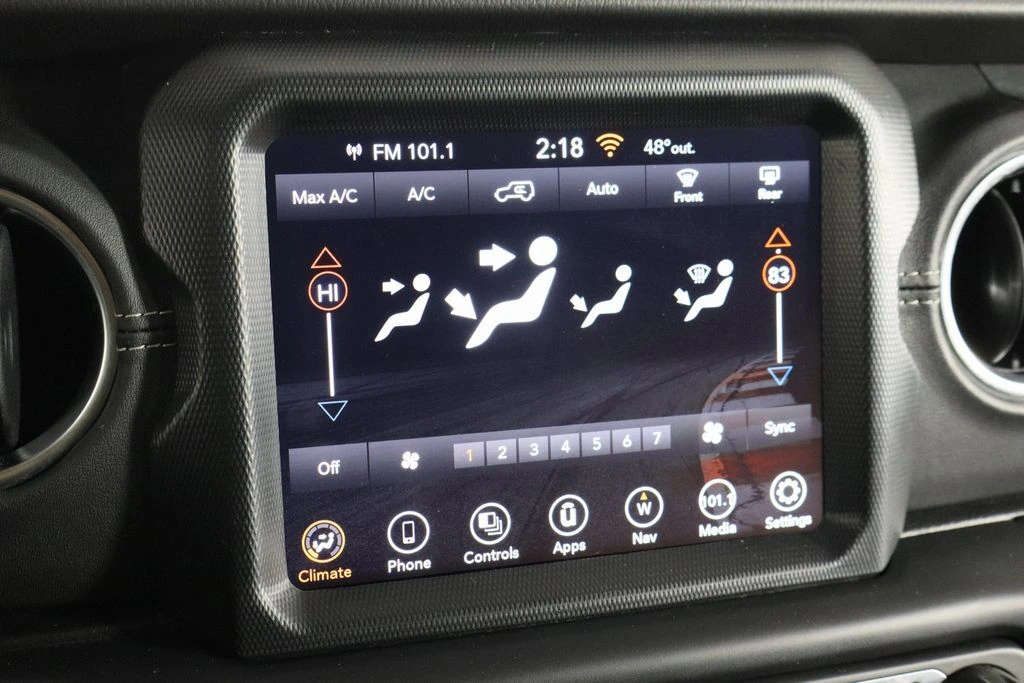 FM 101.1 2:18 48°out.
Max A/C A/C Auto Front Rear
HI 83
Off 1 2 3 4 5 6 7 Sync
W 101.1
Climate Phone Controls Apps Nav Media Settings